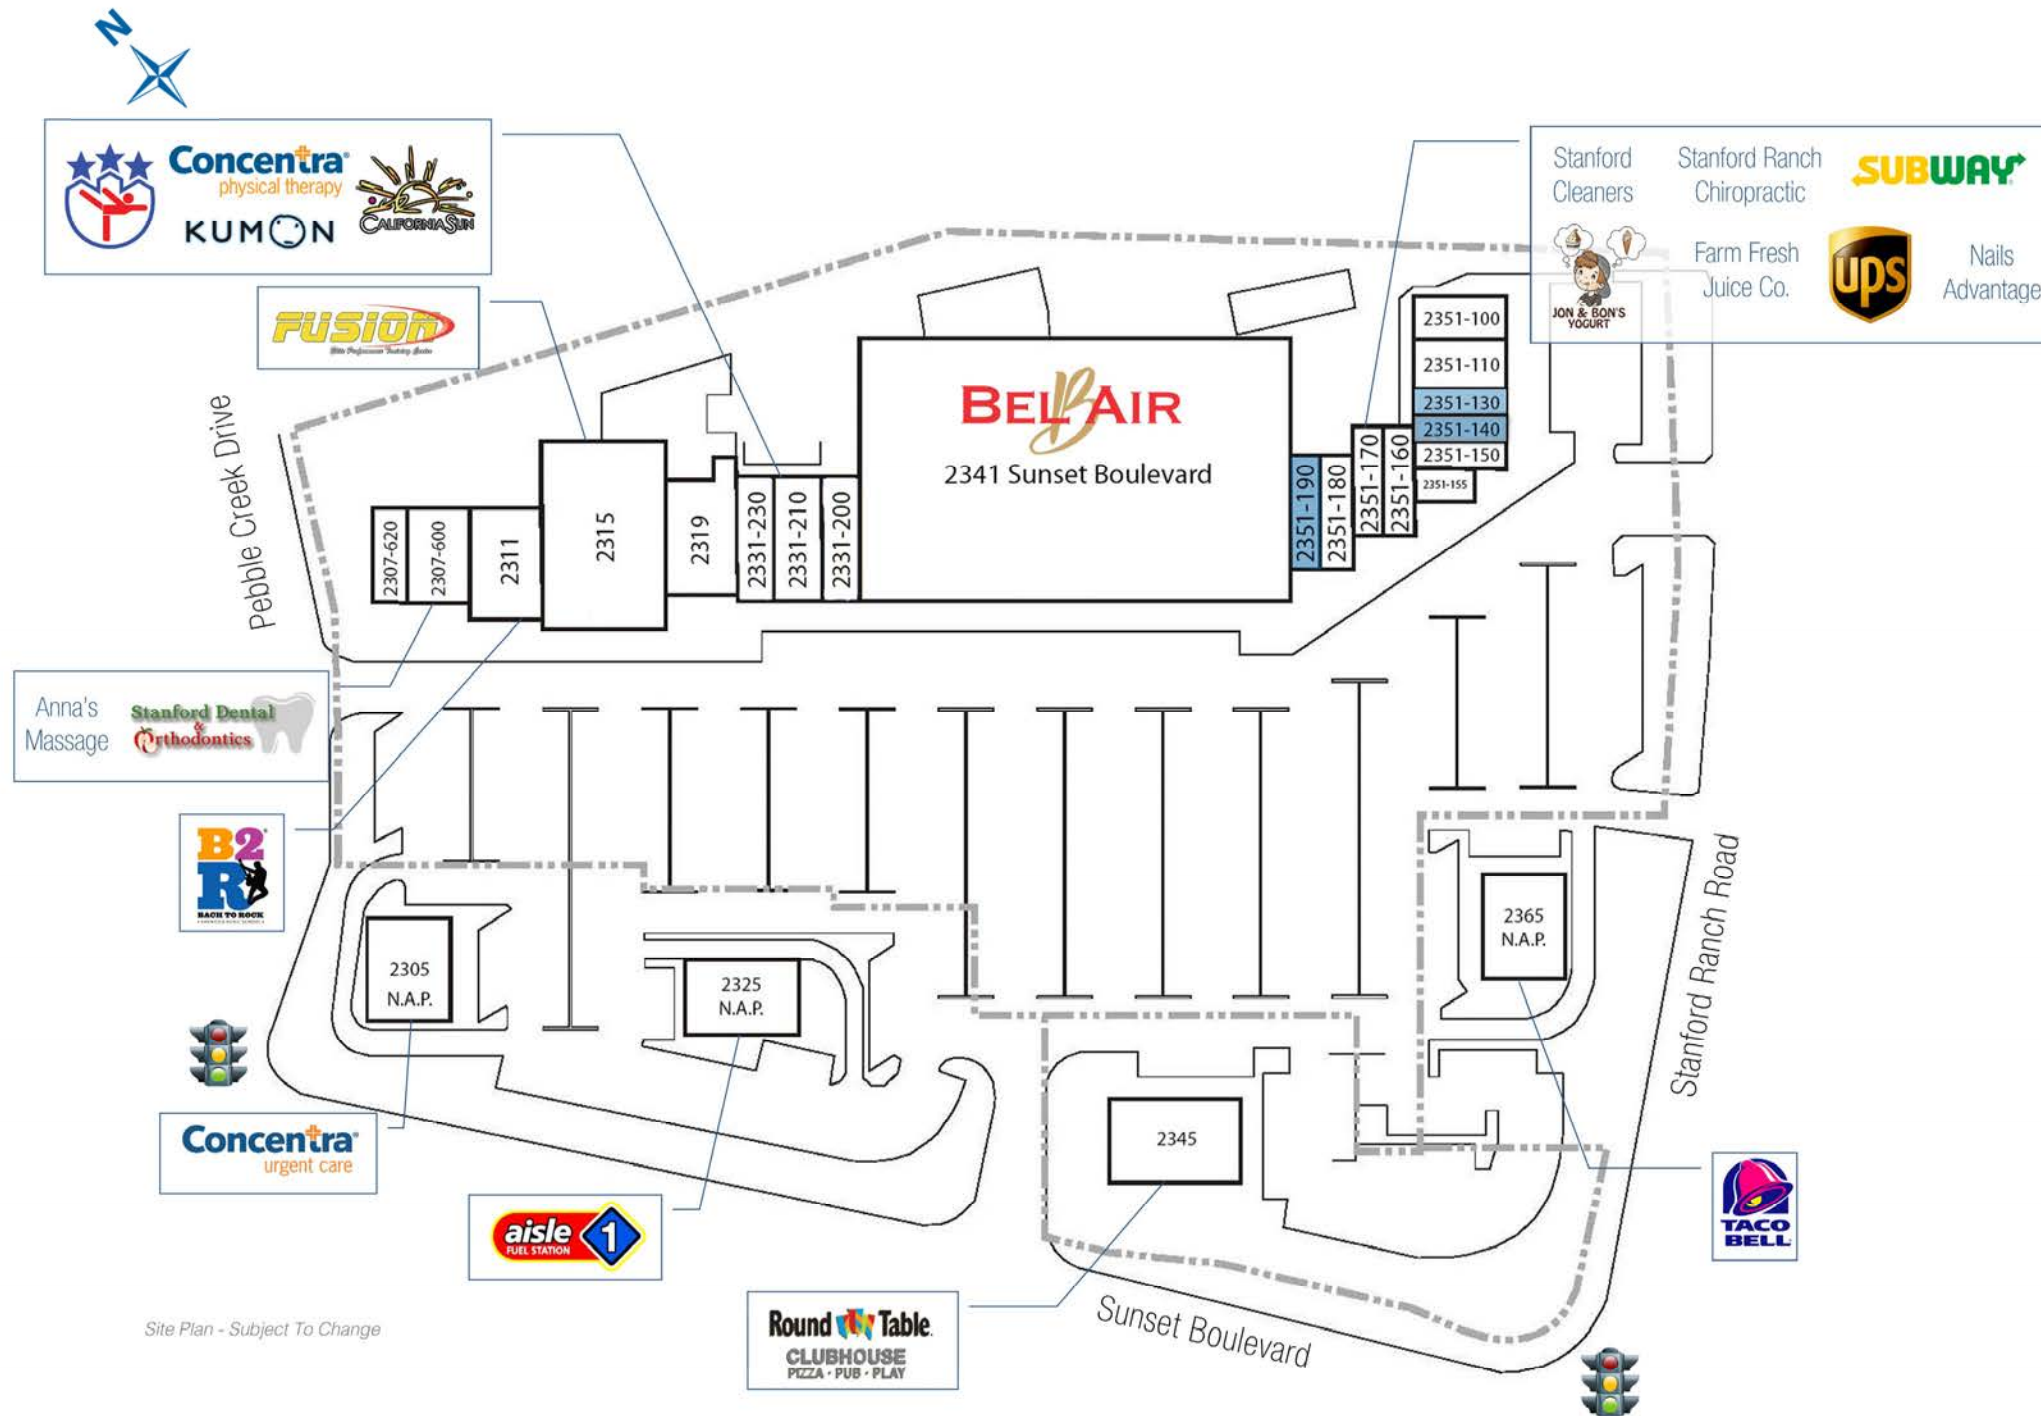 N
Concentra®
physical therapy
KUMON
CALIFORNIA SUN
FUSION
Stanford
Cleaners
Stanford Ranch
Chiropractic
SUBWAY
JON & BON'S
YOGURT
Farm Fresh
Juice Co.
ups
Nails
Advantage
BEL AIR
2341 Sunset Boulevard
2351-100
2351-110
2351-130
2351-140
2351-150
2351-155
2351-160
2351-170
2351-180
2351-190
2331-200
2331-210
2331-230
2319
2315
2311
2307-600
2307-620
Pebble Creek Drive
Anna's
Massage
Stanford Dental
&
Orthodontics
B2
R
BACH TO ROCK
2305
N.A.P.
2325
N.A.P.
2365
N.A.P.
2345
Stanford Ranch Road
Concentra®
urgent care
aisle 1
FUEL STATION
TACO
BELL
Round Table.
CLUBHOUSE
PIZZA · PUB · PLAY
Sunset Boulevard
Site Plan - Subject To Change